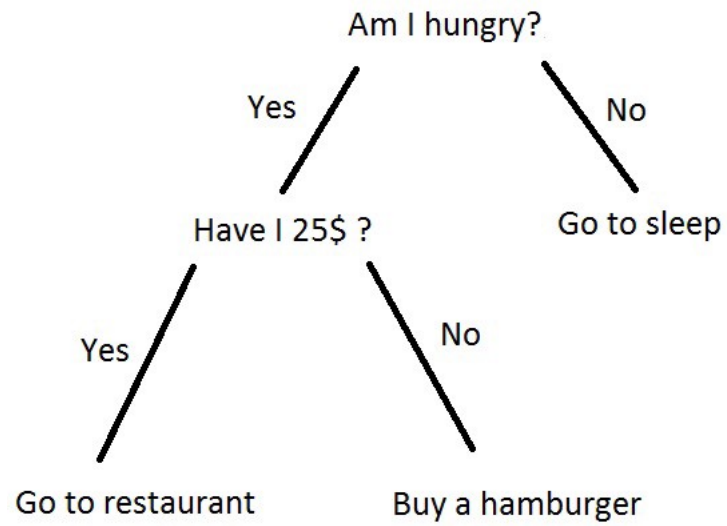 Am I hungry?
Yes
No
Have I 25$ ?
Go to sleep
Yes
No
Go to restaurant
Buy a hamburger